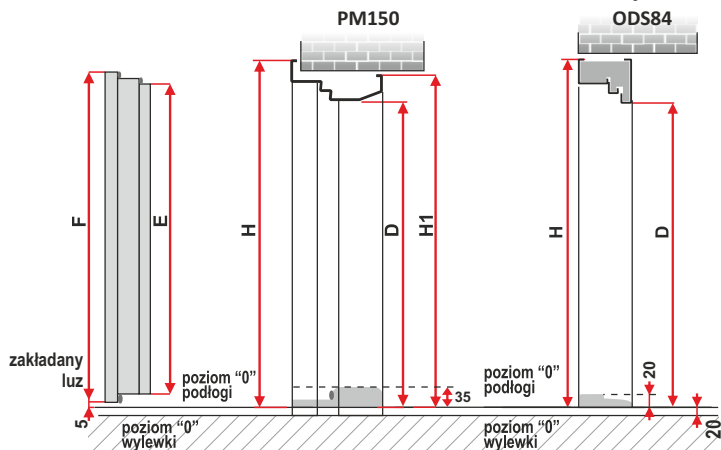 PM150
ODS84
F
E
H
D
H1
H
D
zakładany
luz
5
poziom “0”
podłogi
35
poziom “0”
podłogi
20
poziom “0”
wylewki
poziom “0”
wylewki
20